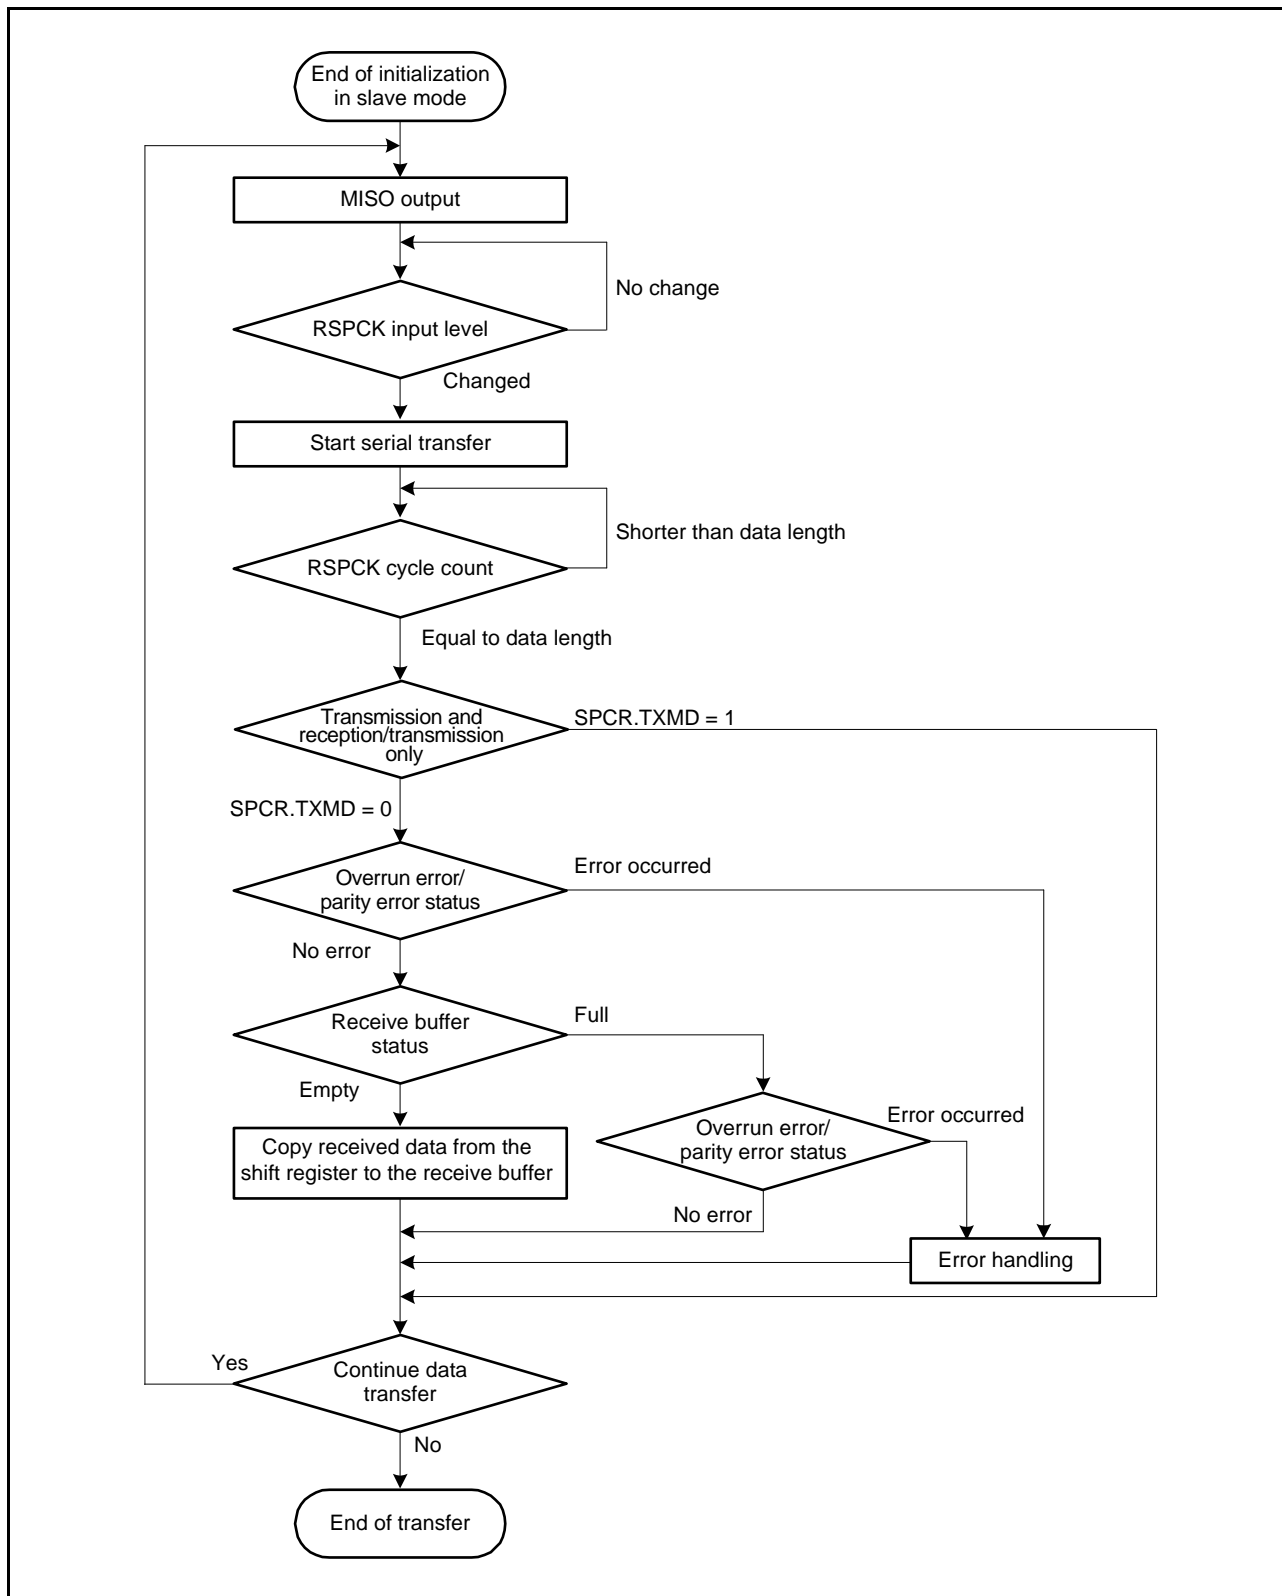 End of initialization
in slave mode
MISO output
No change
RSPCK input level
Changed
Start serial transfer
Shorter than data length
RSPCK cycle count
Equal to data length
Transmission and
reception/transmission
only
SPCR.TXMD = 1
SPCR.TXMD = 0
Overrun error/
parity error status
Error occurred
No error
Receive buffer
status
Full
Empty
Copy received data from the
shift register to the receive buffer
Overrun error/
parity error status
Error occurred
No error
Error handling
Yes
Continue data
transfer
No
End of transfer